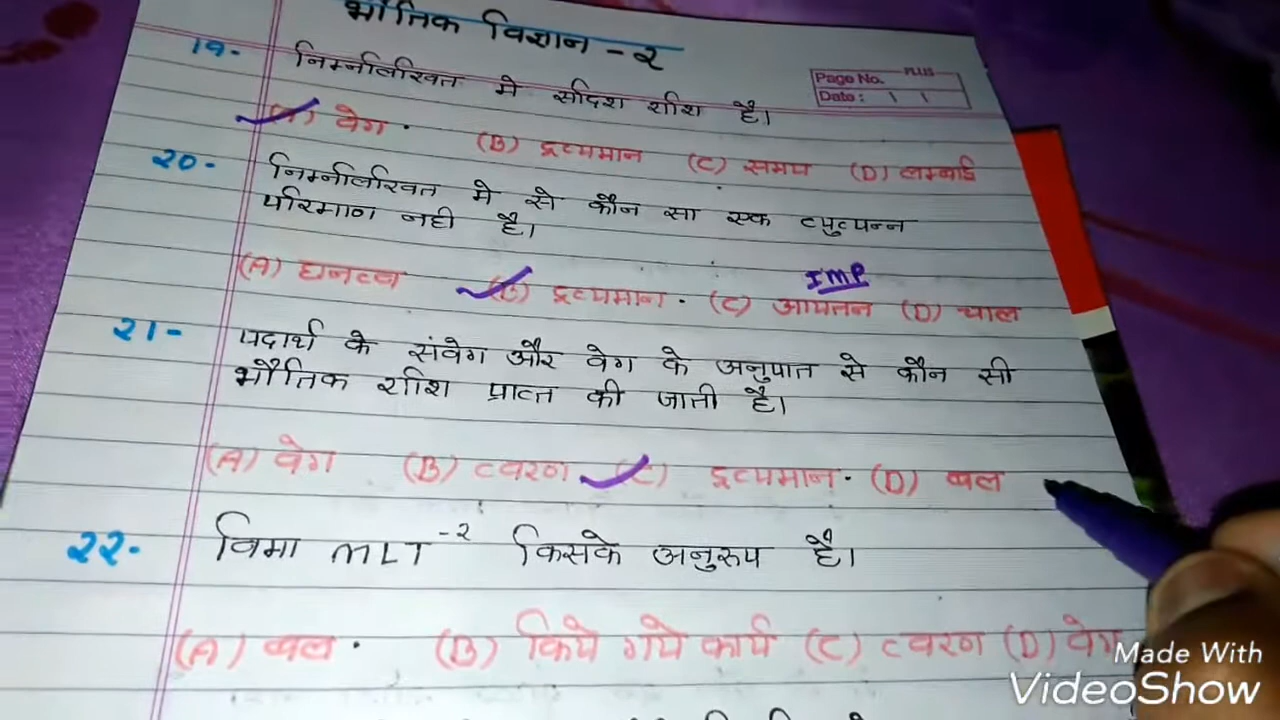 भौतिक विज्ञान - २
PLUS
Page No.
Date :
19- निम्नलिखित मे सदिश राशि है।
(A) वेग . (B) द्रव्यमान (C) समय (D) लम्बाई
20- निम्नलिखित मे से कौन सा एक व्युत्पन्न
परिमाण नही है।
IMP
(A) घनत्व (B) द्रव्यमान . (C) आयतन (D) चाल
21- पदार्थ के संवेग और वेग के अनुपात से कौन सी
भौतिक राशि प्राप्त की जाती है।
(A) वेग (B) त्वरण (C) द्रव्यमान . (D) बल
22- विमा MLT⁻² किसके अनुरूप है।
(A) बल . (B) किये गये कार्य (C) त्वरण (D) वेग
Made With
VideoShow